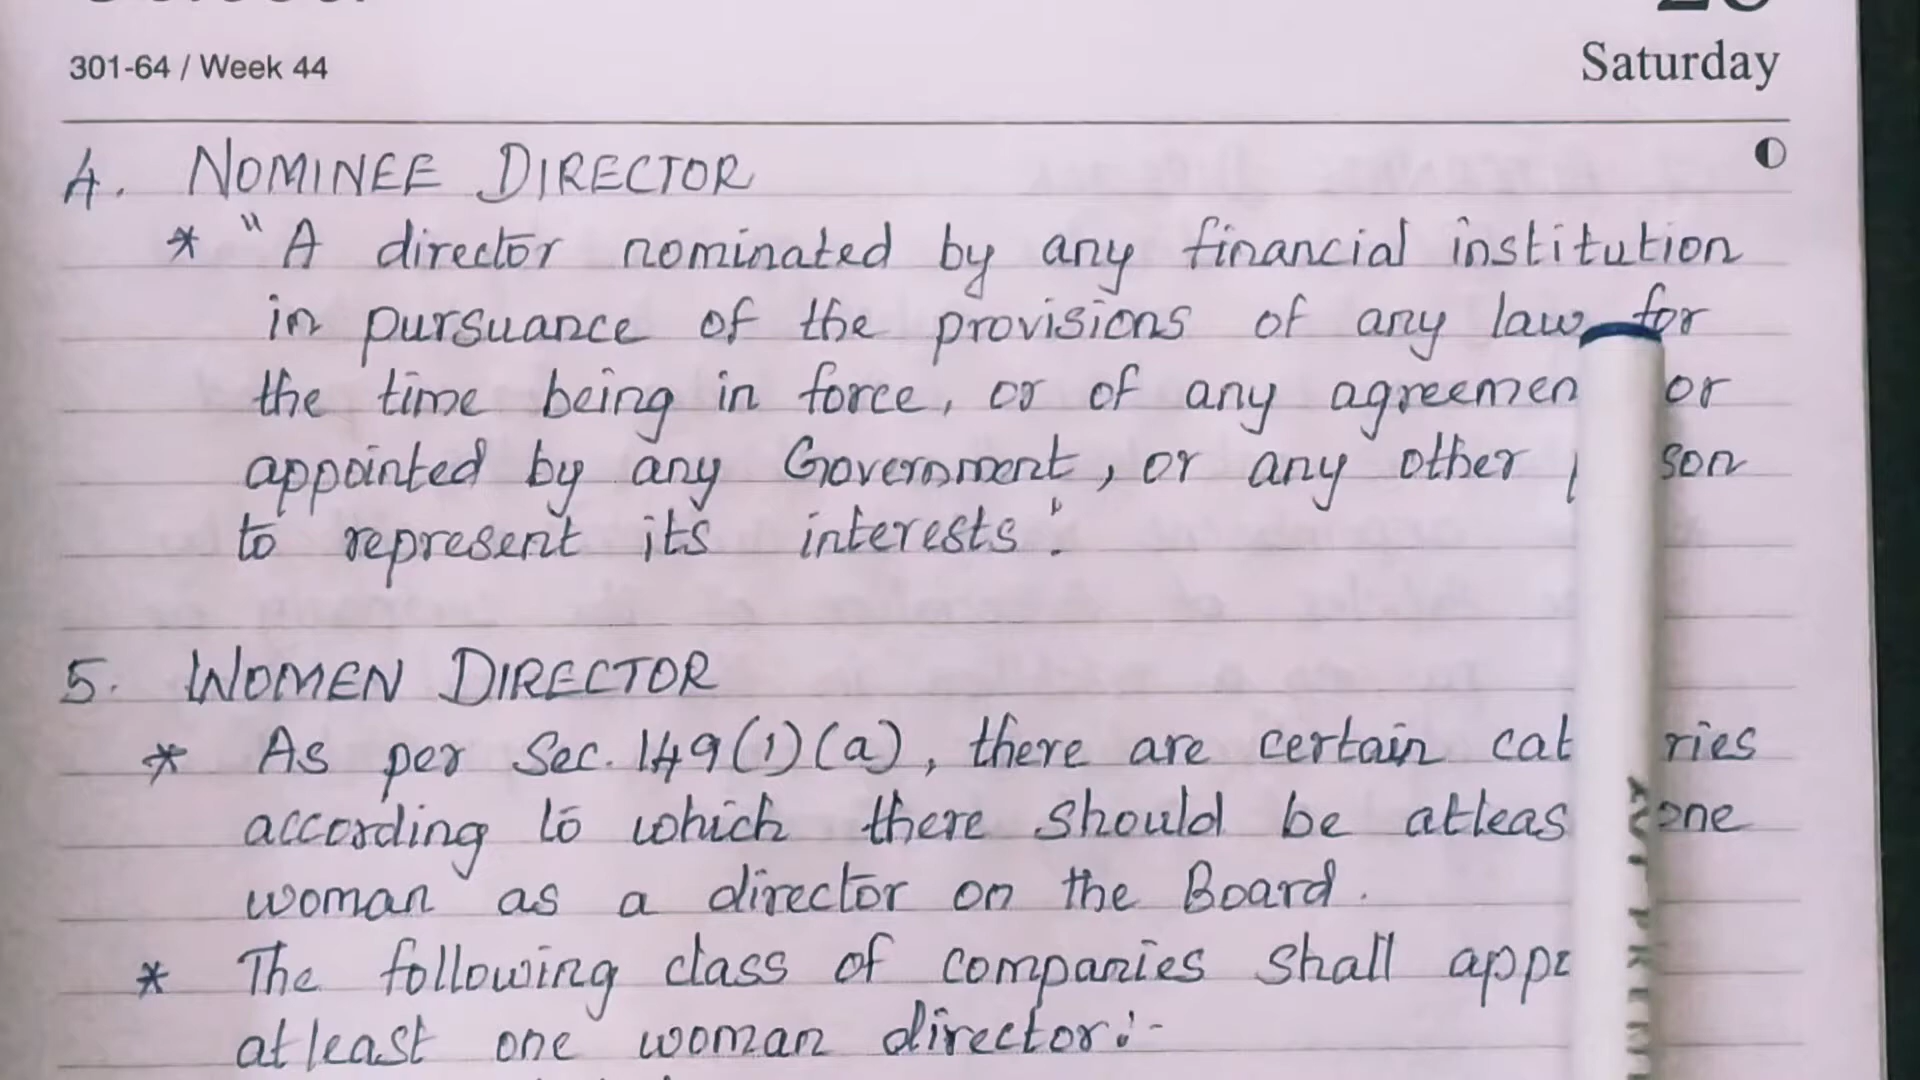 301-64 / Week 44
Saturday
4. NOMINEE DIRECTOR
* "A director nominated by any financial institution
in pursuance of the provisions of any law for
the time being in force, or of any agreemen or
appointed by any Government, or any other son
to represent its interests."
5. WOMEN DIRECTOR
* As per Sec. 149(1)(a), there are certain cat ries
according to which there should be atleas one
woman as a director on the Board.
* The following class of companies shall app
atleast one woman director:-